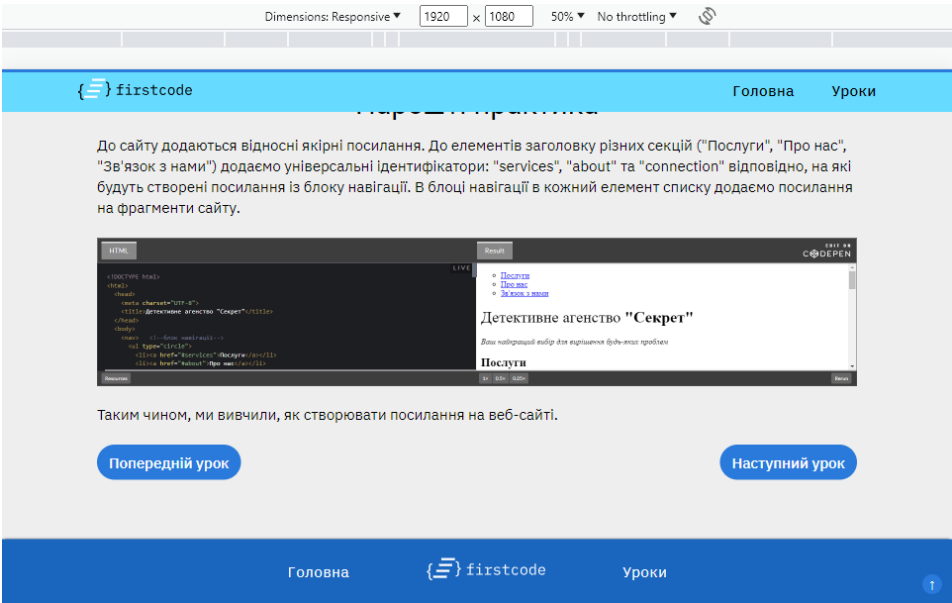 Dimensions: Responsive ▼ 1920 x 1080 50% ▼ No throttling ▼
{ } firstcode Головна Уроки
До сайту додаються відносні якірні посилання. До елементів заголовку різних секцій ("Послуги", "Про нас",
"Зв'язок з нами") додаємо універсальні ідентифікатори: "services", "about" та "connection" відповідно, на які
будуть створені посилання із блоку навігації. В блоці навігації в кожний елемент списку додаємо посилання
на фрагменти сайту.
HTML Result EDIT ON
CODEPEN
LIVE
<!DOCTYPE html>
<html>
<head>
<meta charset="UTF-8">
<title>Детективне агенство "Секрет"</title>
</head>
<body>
<nav> <!--блок навігації-->
<ul type="circle">
<li><a href="#services">Послуги</a></li>
<li><a href="#about">Про нас</a></li>
Послуги
Про нас
Зв'язок з нами
Детективне агенство "Секрет"
Ваш найкращий вибір для вирішення будь-яких проблем
Послуги
Resources 1× 0.5× 0.25× Rerun
Таким чином, ми вивчили, як створювати посилання на веб-сайті.
Попередній урок Наступний урок
Головна { } firstcode Уроки ↑